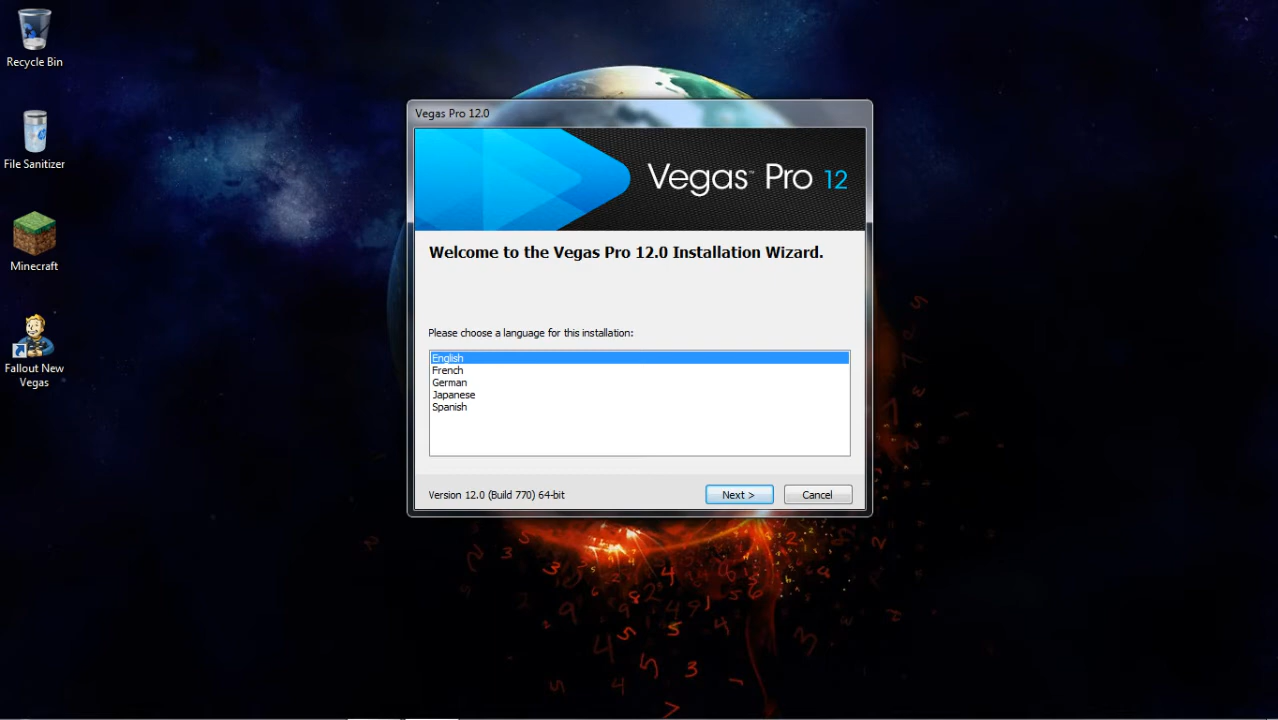 Recycle Bin
File Sanitizer
Minecraft
Fallout New
Vegas
Vegas Pro 12.0
Vegas™ Pro 12
Welcome to the Vegas Pro 12.0 Installation Wizard.
Please choose a language for this installation:
English
French
German
Japanese
Spanish
Version 12.0 (Build 770) 64-bit
Next >
Cancel